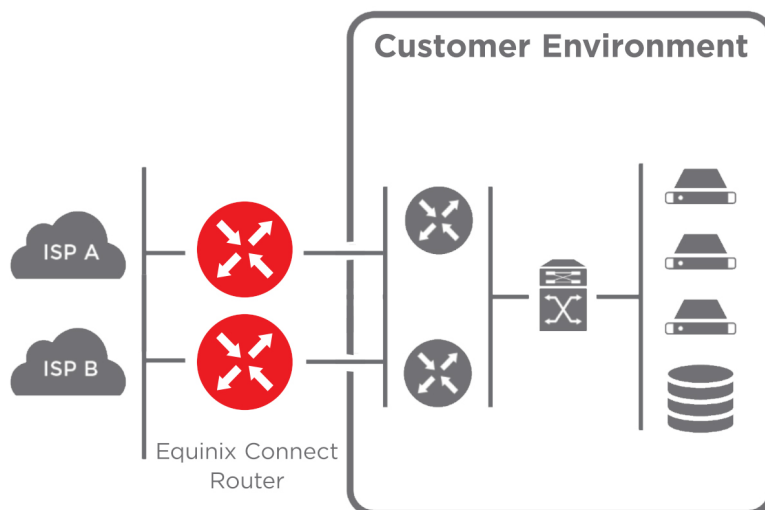 Customer Environment
ISP A
ISP B
Equinix Connect
Router